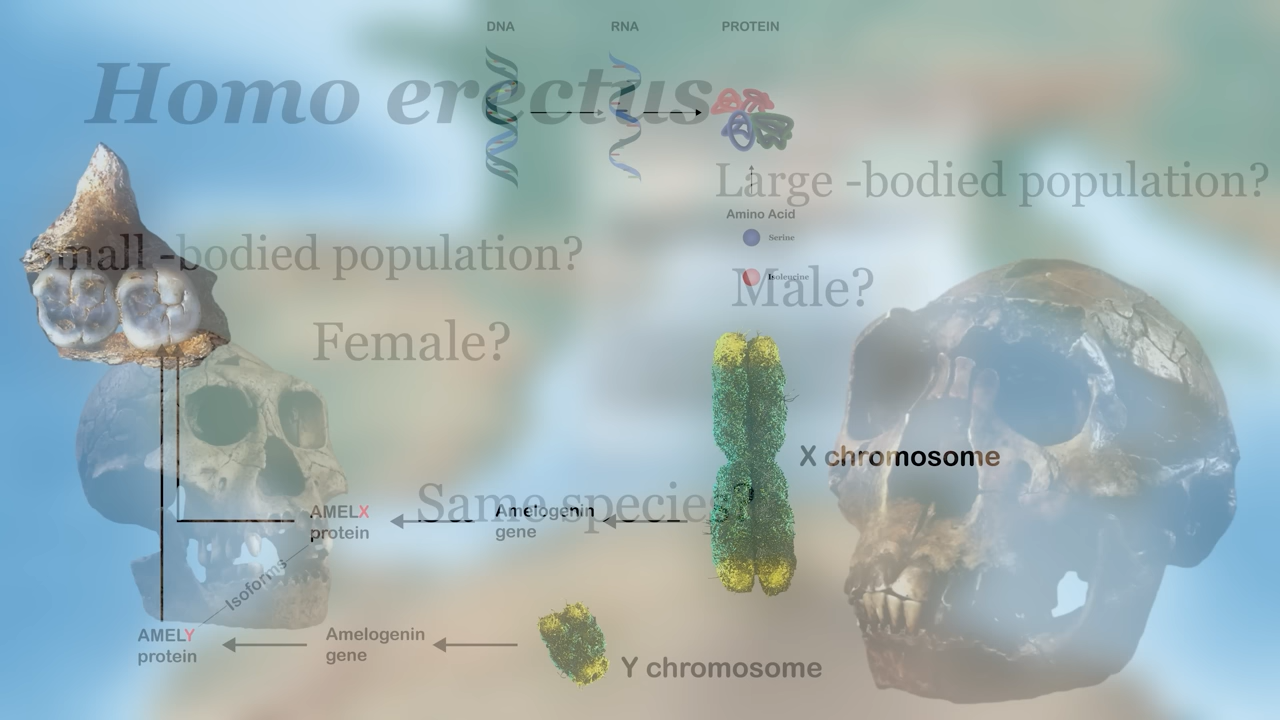 DNA
RNA
PROTEIN
Homo erectus
Large -bodied population?
Amino Acid
Serine
Small -bodied population?
Isoleucine
Male?
Female?
X chromosome
Same species
AMELX
protein
Amelogenin
gene
Isoforms
AMELY
protein
Amelogenin
gene
Y chromosome